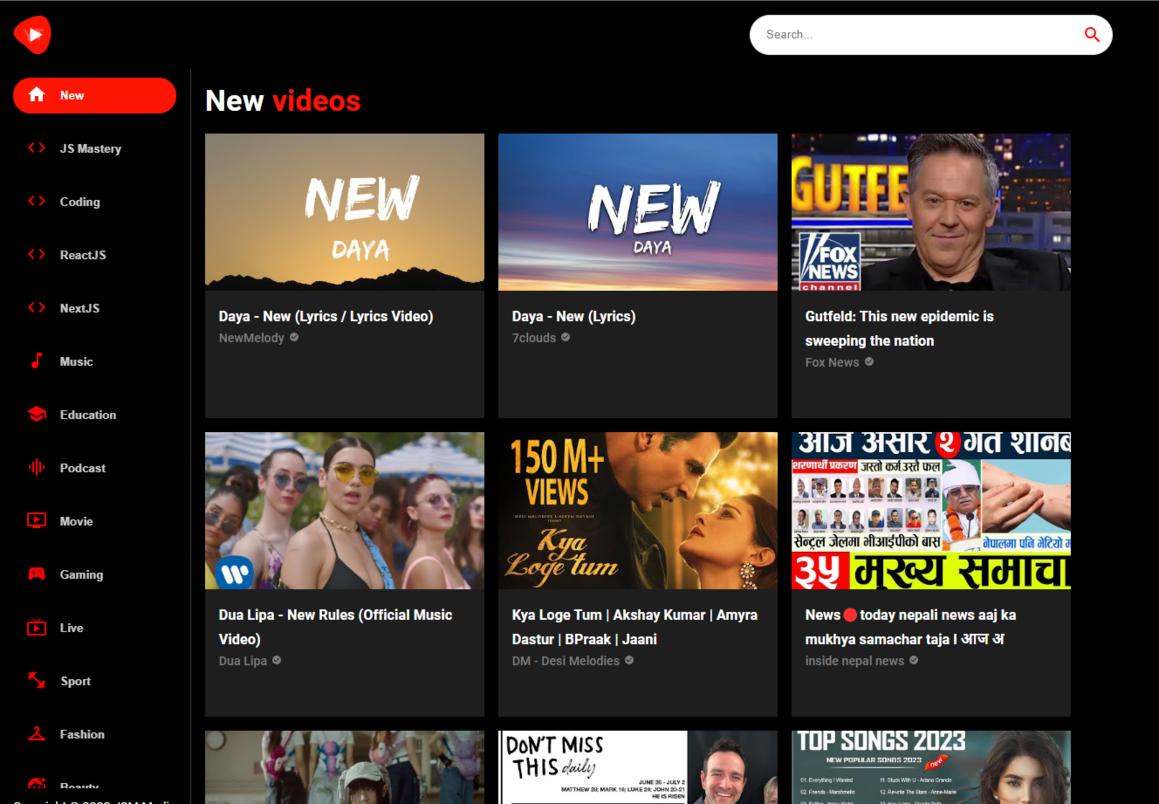 Search...
New
JS Mastery
Coding
ReactJS
NextJS
Music
Education
Podcast
Movie
Gaming
Live
Sport
Fashion
Beauty
New videos
NEW
DAYA
Daya - New (Lyrics / Lyrics Video)
NewMelody
NEW
DAYA
Daya - New (Lyrics)
7clouds
GUTFE
FOX
NEWS
channel
Gutfeld: This new epidemic is
sweeping the nation
Fox News
Dua Lipa - New Rules (Official Music
Video)
Dua Lipa
150 M+
VIEWS
Kya
Loge tum
Kya Loge Tum | Akshay Kumar | Amyra
Dastur | BPraak | Jaani
DM - Desi Melodies
आज असार २ गते शनिब
शरणार्थी प्रकरण जस्तो कर्म उस्तै फल
सेन्ट्रल जेलमा भीआईपीको बास
नेपालमा पनि भेटियो
३५ मुख्य समाचा
News🔴today nepali news aaj ka
mukhya samachar taja l आज अ
inside nepal news
DON'T MISS
THIS daily
JUNE 26 - JULY 2
MATTHEW 28; MARK 16; LUKE 24; JOHN 20-21
HE IS RISEN
TOP SONGS 2023
NEW POPULAR SONGS 2023
new
01. Everything I Wanted
11. Stuck With U - Ariana Grande
02. Friends - Marshmello
12. Rewrite The Stars - Anne-Marie